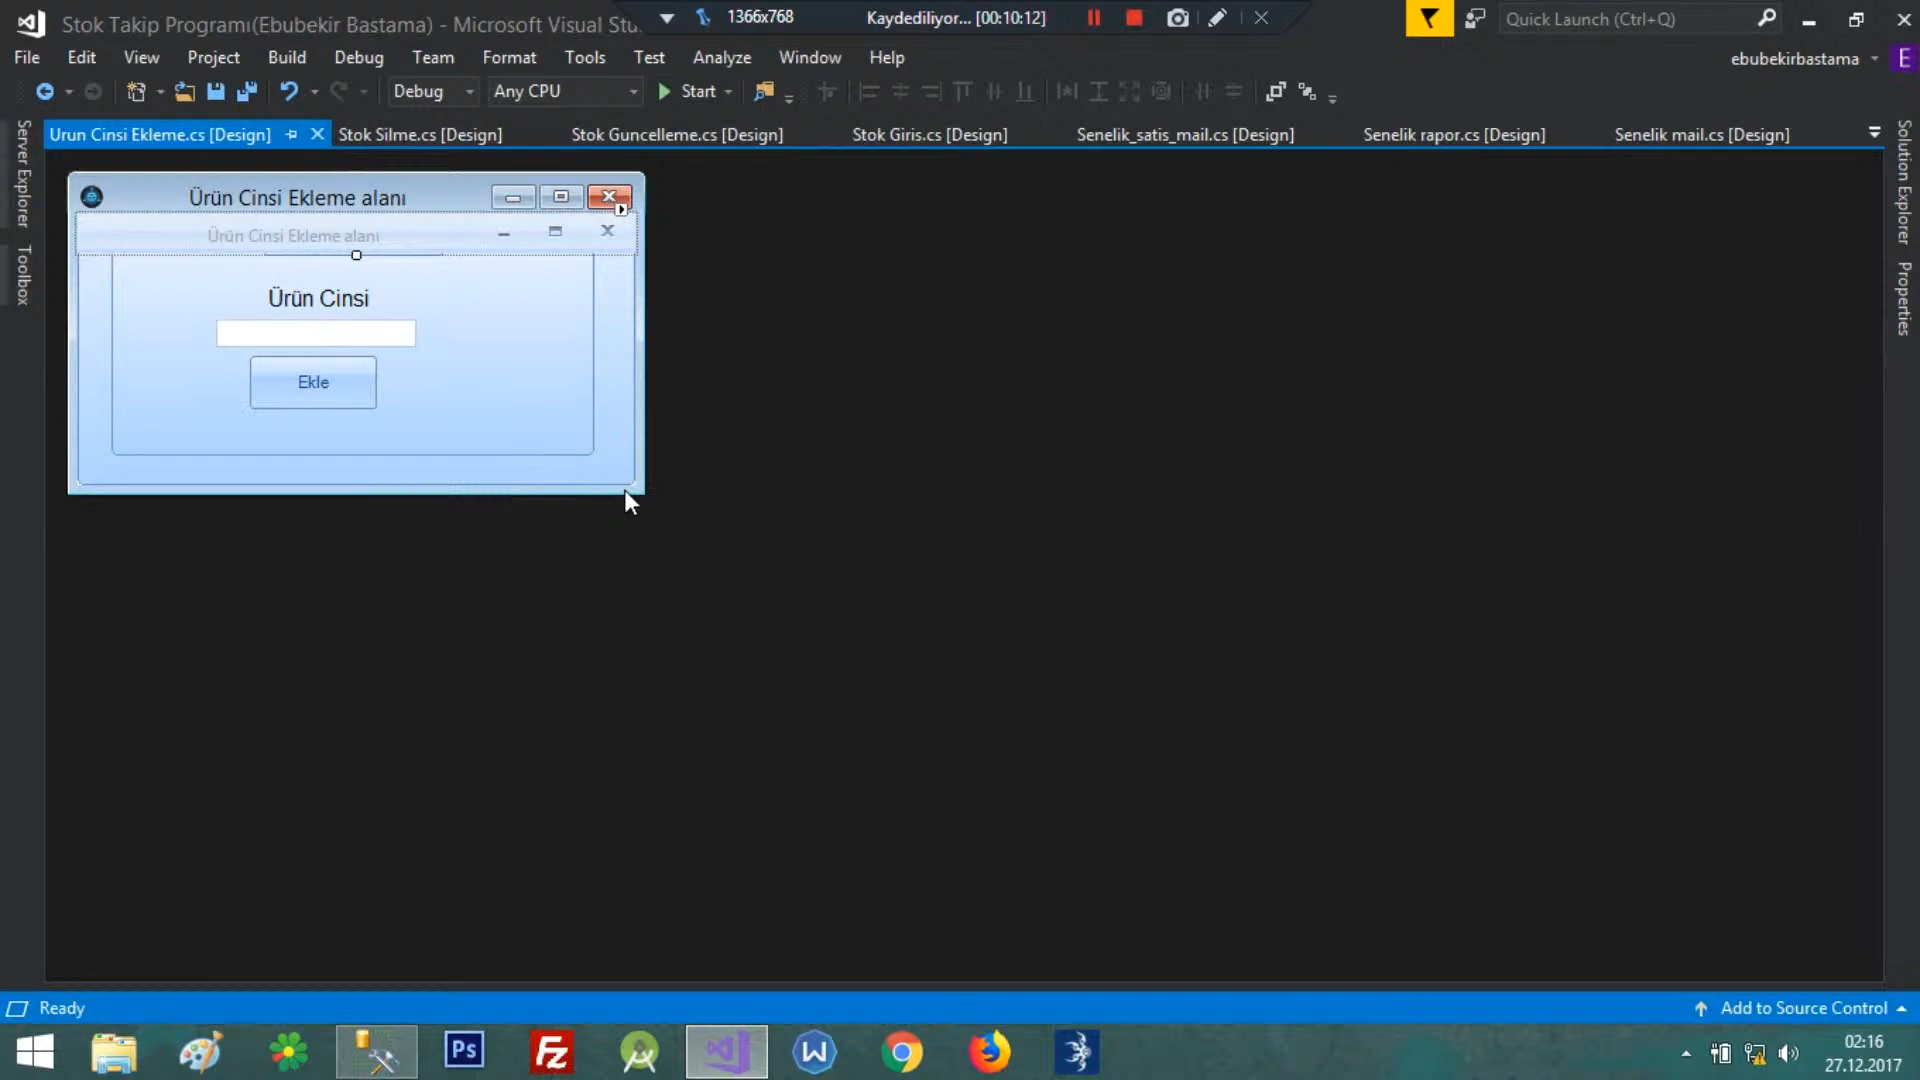 Stok Takip Programı(Ebubekir Bastama) - Microsoft Visual Stu
1366x768
Kaydediliyor... [00:10:12]
Quick Launch (Ctrl+Q)
File Edit View Project Build Debug Team Format Tools Test Analyze Window Help
ebubekirbastama
E
Debug
Any CPU
Start
Urun Cinsi Ekleme.cs [Design]
Stok Silme.cs [Design]
Stok Guncelleme.cs [Design]
Stok Giris.cs [Design]
Senelik_satis_mail.cs [Design]
Senelik rapor.cs [Design]
Senelik mail.cs [Design]
Server Explorer
Toolbox
Solution Explorer
Properties
Ürün Cinsi Ekleme alanı
Ürün Cinsi Ekleme alanı
Ürün Cinsi
Ekle
Ready
Add to Source Control
Ps
Fz
W
02:16
27.12.2017